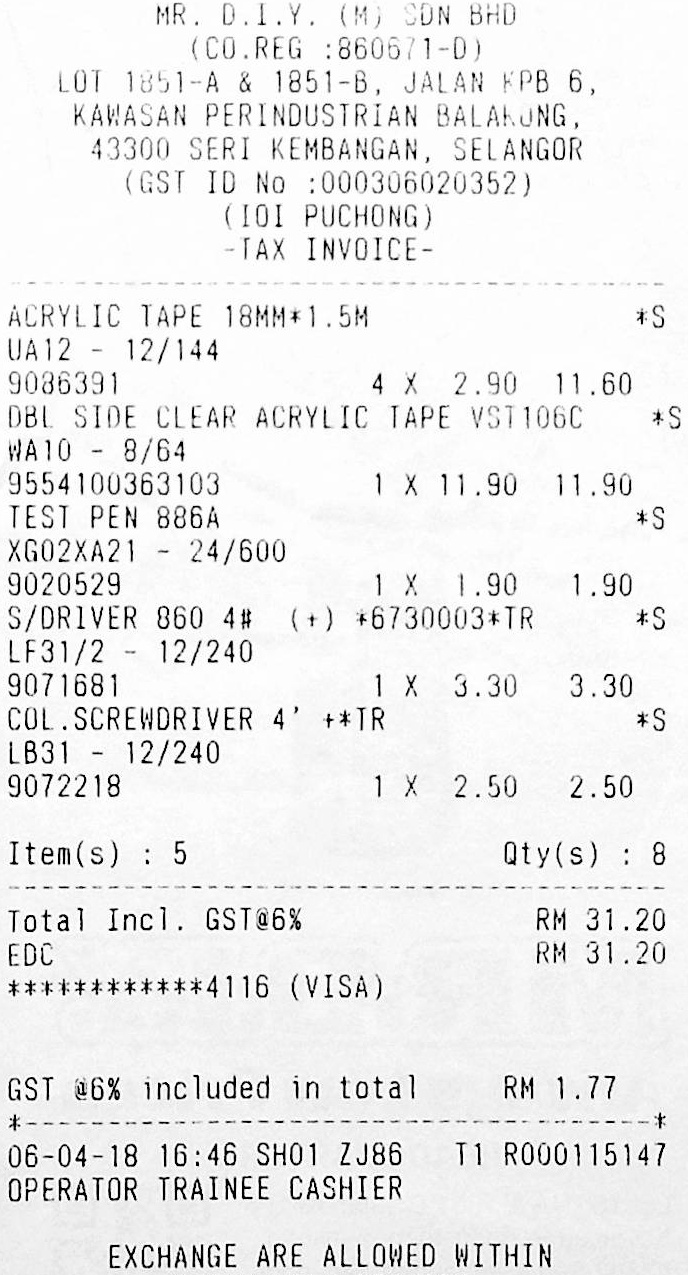 MR. D.I.Y. (M) SDN BHD
(CO.REG :860671-D)
LOT 1851-A & 1851-B, JALAN KPB 6,
KAWASAN PERINDUSTRIAN BALAKONG,
43300 SERI KEMBANGAN, SELANGOR
(GST ID No :000306020352)
(IOI PUCHONG)
-TAX INVOICE-
ACRYLIC TAPE 18MM*1.5M *S
UA12 - 12/144
9086391 4 X 2.90 11.60
DBL SIDE CLEAR ACRYLIC TAPE VST106C *S
WA10 - 8/64
9554100363103 1 X 11.90 11.90
TEST PEN 886A *S
XG02XA21 - 24/600
9020529 1 X 1.90 1.90
S/DRIVER 860 4# (+) *6730003*TR *S
LF31/2 - 12/240
9071681 1 X 3.30 3.30
COL.SCREWDRIVER 4' +*TR *S
LB31 - 12/240
9072218 1 X 2.50 2.50
Item(s) : 5 Qty(s) : 8
Total Incl. GST@6% RM 31.20
EDC RM 31.20
************4116 (VISA)
GST @6% included in total RM 1.77
*--------------------------------------*
06-04-18 16:46 SH01 ZJ86 T1 R000115147
OPERATOR TRAINEE CASHIER
EXCHANGE ARE ALLOWED WITHIN